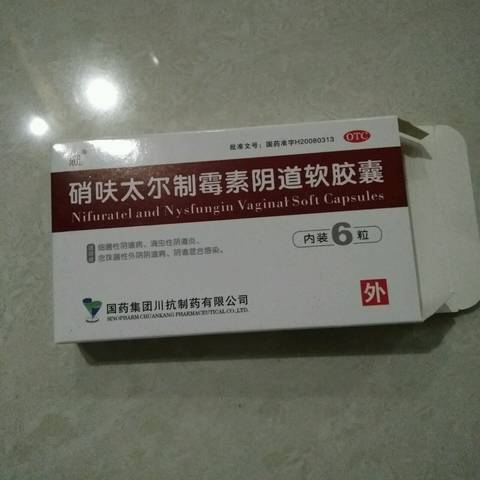 批准文号：国药准字H20080313
OTC
硝呋太尔制霉素阴道软胶囊
Nifuratel and Nysfungin Vaginal Soft Capsules
细菌性阴道病、滴虫性阴道炎、
念珠菌性外阴阴道病、阴道混合感染。
内装6粒
外
国药集团川抗制药有限公司
SINOPHARM CHUANKANG PHARMACEUTICAL CO.,LTD.